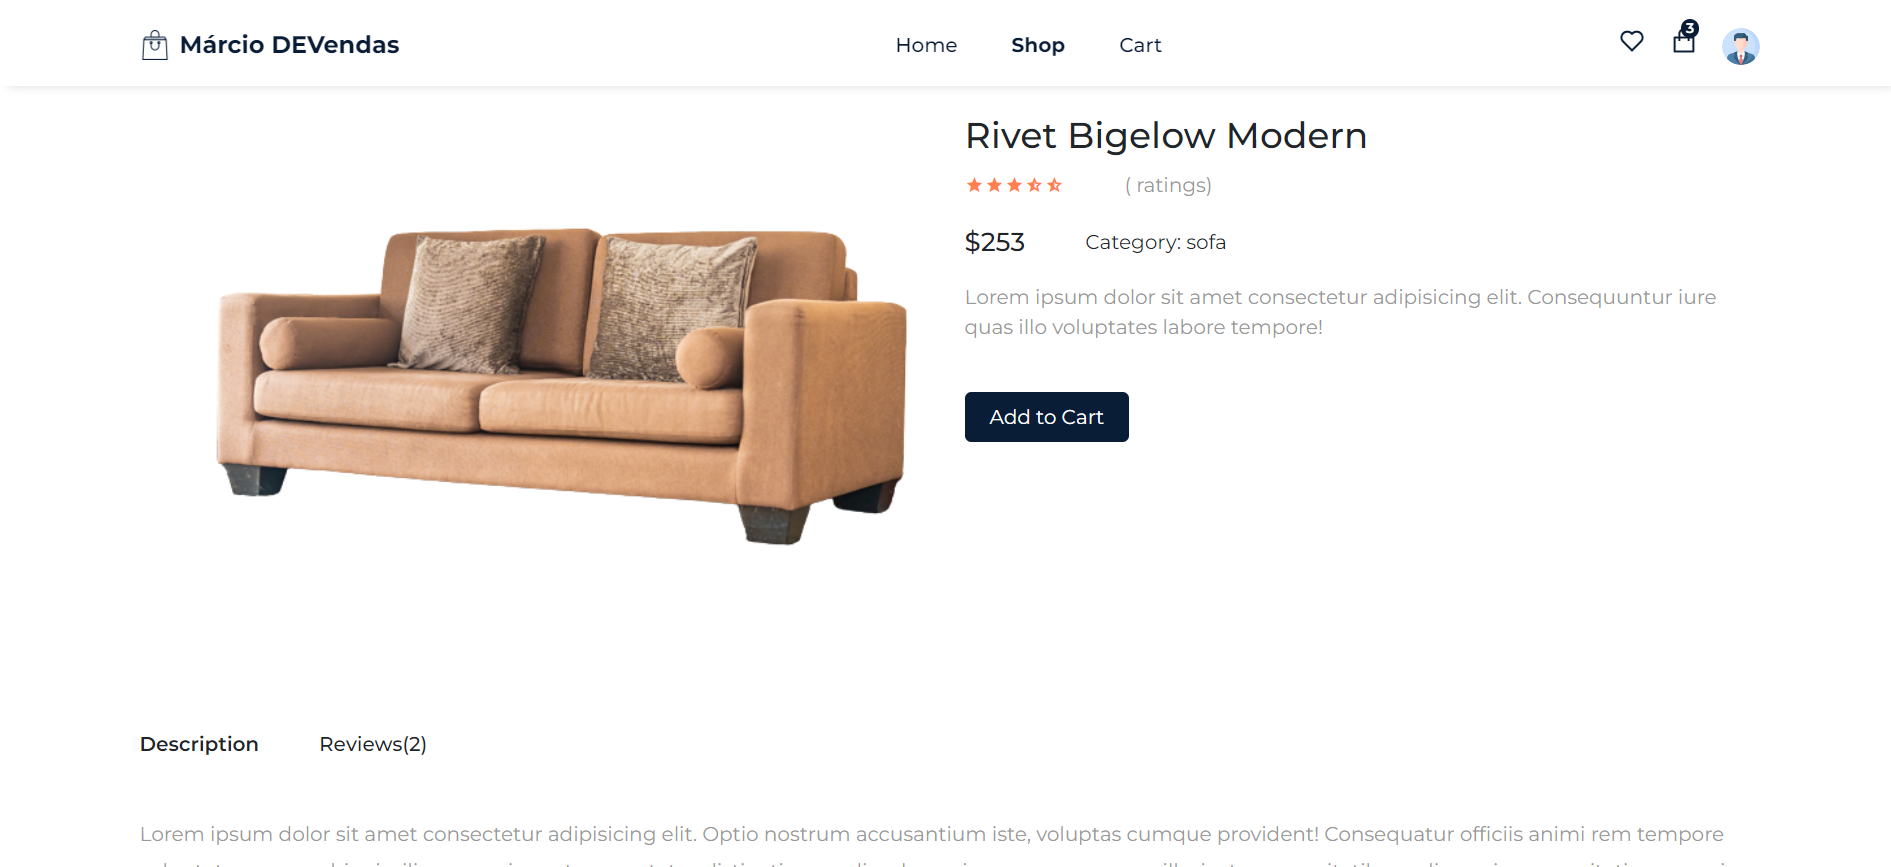 Márcio DEVendas
Home
Shop
Cart
3
Rivet Bigelow Modern
( ratings)
$253
Category: sofa
Lorem ipsum dolor sit amet consectetur adipisicing elit. Consequuntur iure
quas illo voluptates labore tempore!
Add to Cart
Description
Reviews(2)
Lorem ipsum dolor sit amet consectetur adipisicing elit. Optio nostrum accusantium iste, voluptas cumque provident! Consequatur officiis animi rem tempore